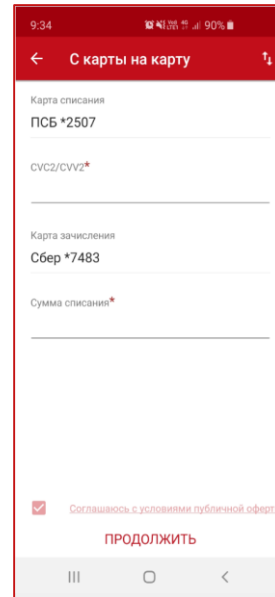 9:34
90%
С карты на карту
Карта списания
ПСБ *2507
CVC2/CVV2*
Карта зачисления
Сбер *7483
Сумма списания*
Соглашаюсь с условиями публичной оферт
ПРОДОЛЖИТЬ